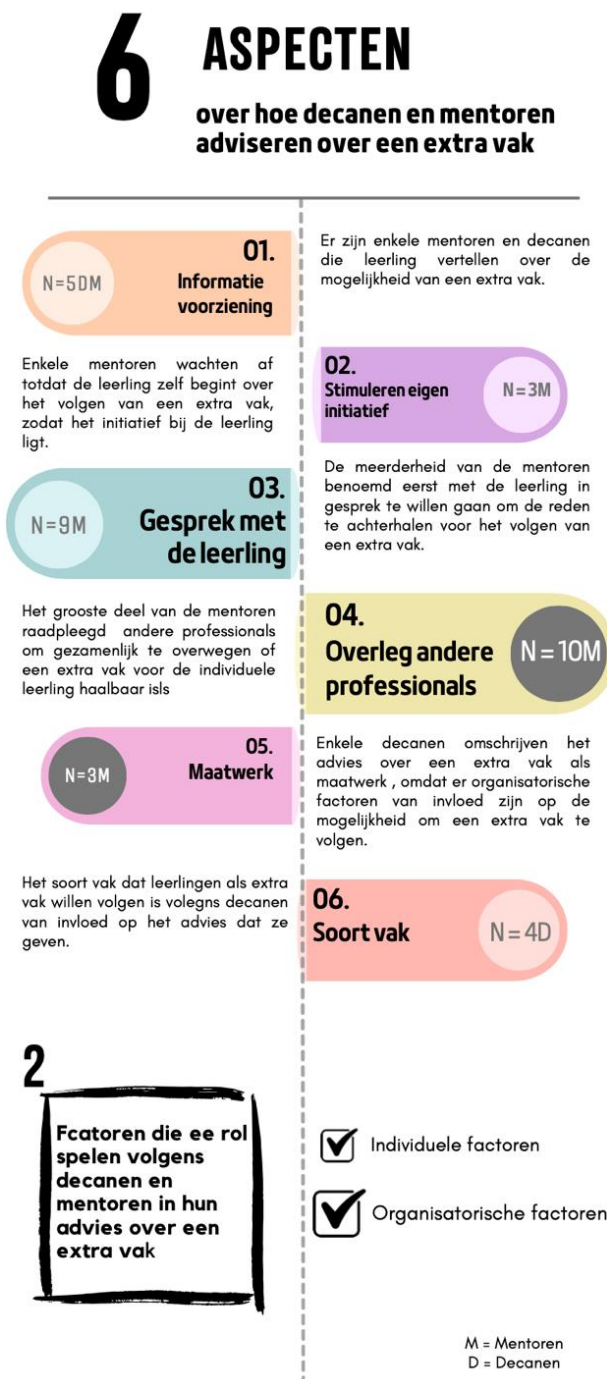 6 ASPECTEN
over hoe decanen en mentoren
adviseren over een extra vak
N=5DM
01.
Informatie
voorziening
Er zijn enkele mentoren en decanen
die leerling vertellen over de
mogelijkheid van een extra vak.
Enkele mentoren wachten af
totdat de leerling zelf begint over
het volgen van een extra vak,
zodat het initiatief bij de leerling
ligt.
02.
Stimuleren eigen
initiatief
N=3M
N=9M
03.
Gesprek met
de leerling
De meerderheid van de mentoren
benoemd eerst met de leerling in
gesprek te willen gaan om de reden
te achterhalen voor het volgen van
een extra vak.
Het grooste deel van de mentoren
raadpleegd andere professionals
om gezamenlijk te overwegen of
een extra vak voor de individuele
leerling haalbaar isls
04.
Overleg andere
professionals
N=10M
N=3M
05.
Maatwerk
Enkele decanen omschrijven het
advies over een extra vak als
maatwerk , omdat er organisatorische
factoren van invloed zijn op de
mogelijkheid om een extra vak te
volgen.
Het soort vak dat leerlingen als extra
vak willen volgen is volegns decanen
van invloed op het advies dat ze
geven.
06.
Soort vak
N=4D
2
Fcatoren die ee rol
spelen volgens
decanen en
mentoren in hun
advies over een
extra vak
Individuele factoren
Organisatorische factoren
M = Mentoren
D = Decanen